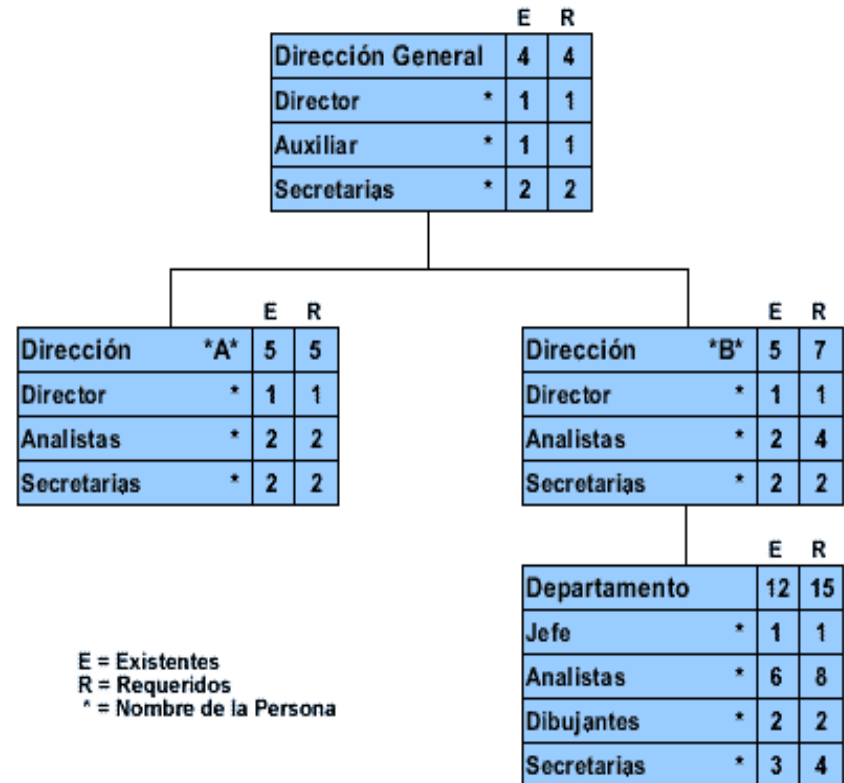 E R
Dirección General 4 4
Director * 1 1
Auxiliar * 1 1
Secretarias * 2 2
E R
Dirección *A* 5 5
Director * 1 1
Analistas * 2 2
Secretarias * 2 2
E R
Dirección *B* 5 7
Director * 1 1
Analistas * 2 4
Secretarias * 2 2
E R
Departamento 12 15
Jefe * 1 1
Analistas * 6 8
Dibujantes * 2 2
Secretarias * 3 4
E = Existentes
R = Requeridos
* = Nombre de la Persona